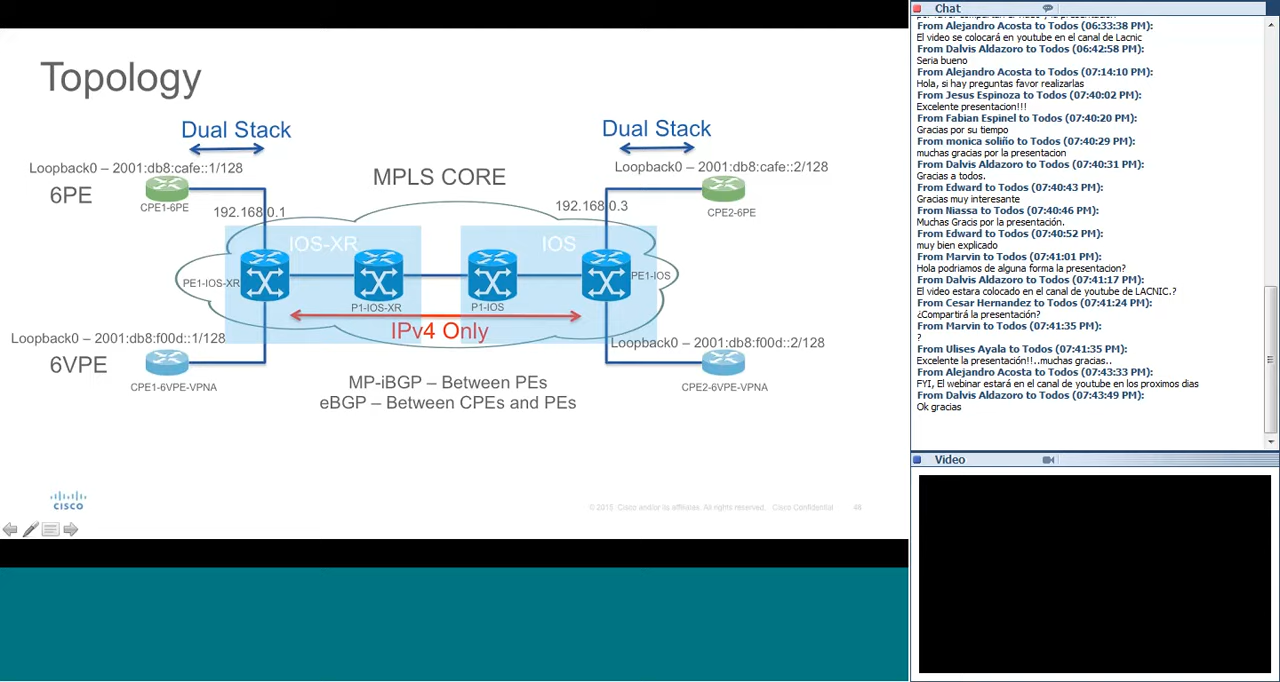 Topology
Dual Stack
Dual Stack
Loopback0 – 2001:db8:cafe::1/128
Loopback0 – 2001:db8:cafe::2/128
6PE
MPLS CORE
CPE1-6PE
192.168.0.1
192.168.0.3
CPE2-6PE
IOS-XR
IOS
PE1-IOS-XR
PE1-IOS
P1-IOS-XR
P1-IOS
IPv4 Only
Loopback0 – 2001:db8:f00d::1/128
Loopback0 – 2001:db8:f00d::2/128
6VPE
CPE1-6VPE-VPNA
CPE2-6VPE-VPNA
MP-iBGP – Between PEs
eBGP – Between CPEs and PEs
CISCO
© 2015 Cisco and/or its affiliates. All rights reserved. Cisco Confidential
Chat
From Alejandro Acosta to Todos (06:33:38 PM):
El video se colocará en youtube en el canal de Lacnic
From Dalvis Aldazoro to Todos (06:42:58 PM):
Seria bueno
From Alejandro Acosta to Todos (07:14:10 PM):
Hola, si hay preguntas favor realizarlas
From Jesus Espinoza to Todos (07:40:02 PM):
Excelente presentacion!!!
From Fabian Espinel to Todos (07:40:20 PM):
Gracias por su tiempo
From monica soliño to Todos (07:40:29 PM):
muchas gracias por la presentacion
From Dalvis Aldazoro to Todos (07:40:31 PM):
Gracias a todos.
From Edward to Todos (07:40:43 PM):
Gracias muy interesante
From Niassa to Todos (07:40:46 PM):
Muchas Gracis por la presentación.
From Edward to Todos (07:40:52 PM):
muy bien explicado
From Marvin to Todos (07:41:01 PM):
Hola podriamos de alguna forma la presentacion?
From Dalvis Aldazoro to Todos (07:41:17 PM):
El video estara colocado en el canal de youtube de LACNIC.?
From Cesar Hernandez to Todos (07:41:24 PM):
¿Compartirá la presentación?
From Marvin to Todos (07:41:35 PM):
?
From Ulises Ayala to Todos (07:41:35 PM):
Excelente la presentación!!..muchas gracias..
From Alejandro Acosta to Todos (07:43:33 PM):
FYI, El webinar estará en el canal de youtube en los proximos dias
From Dalvis Aldazoro to Todos (07:43:49 PM):
Ok gracias
Video